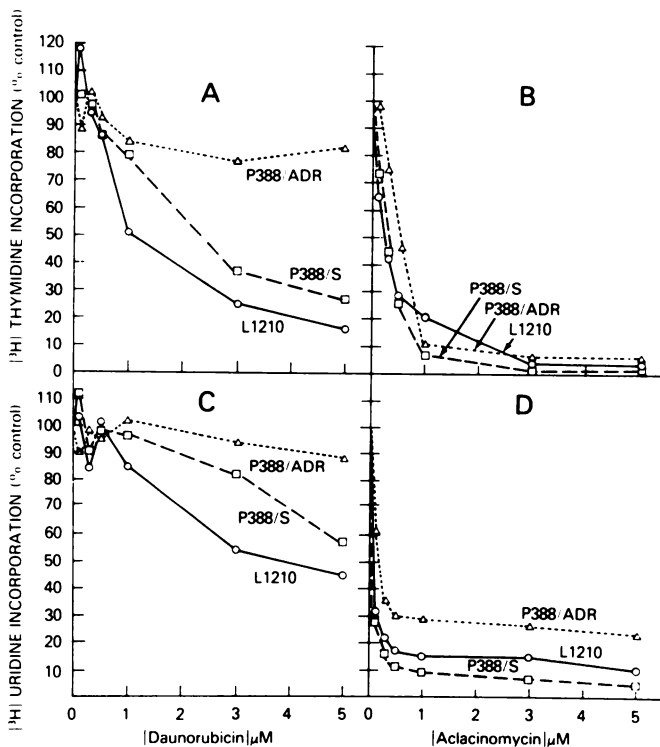 |³H| THYMIDINE INCORPORATION (% control)
120
110
100
90
80
70
60
50
40
30
20
10
0
A
P388/ADR
P388/S
L1210
B
P388/S
P388/ADR
L1210
|³H| URIDINE INCORPORATION (% control)
110
100
90
80
70
60
50
40
30
20
10
C
P388/ADR
P388/S
L1210
0
1
2
3
4
5
|Daunorubicin|μM
D
P388/ADR
L1210
P388/S
0
1
2
3
4
5
|Aclacinomycin|μM